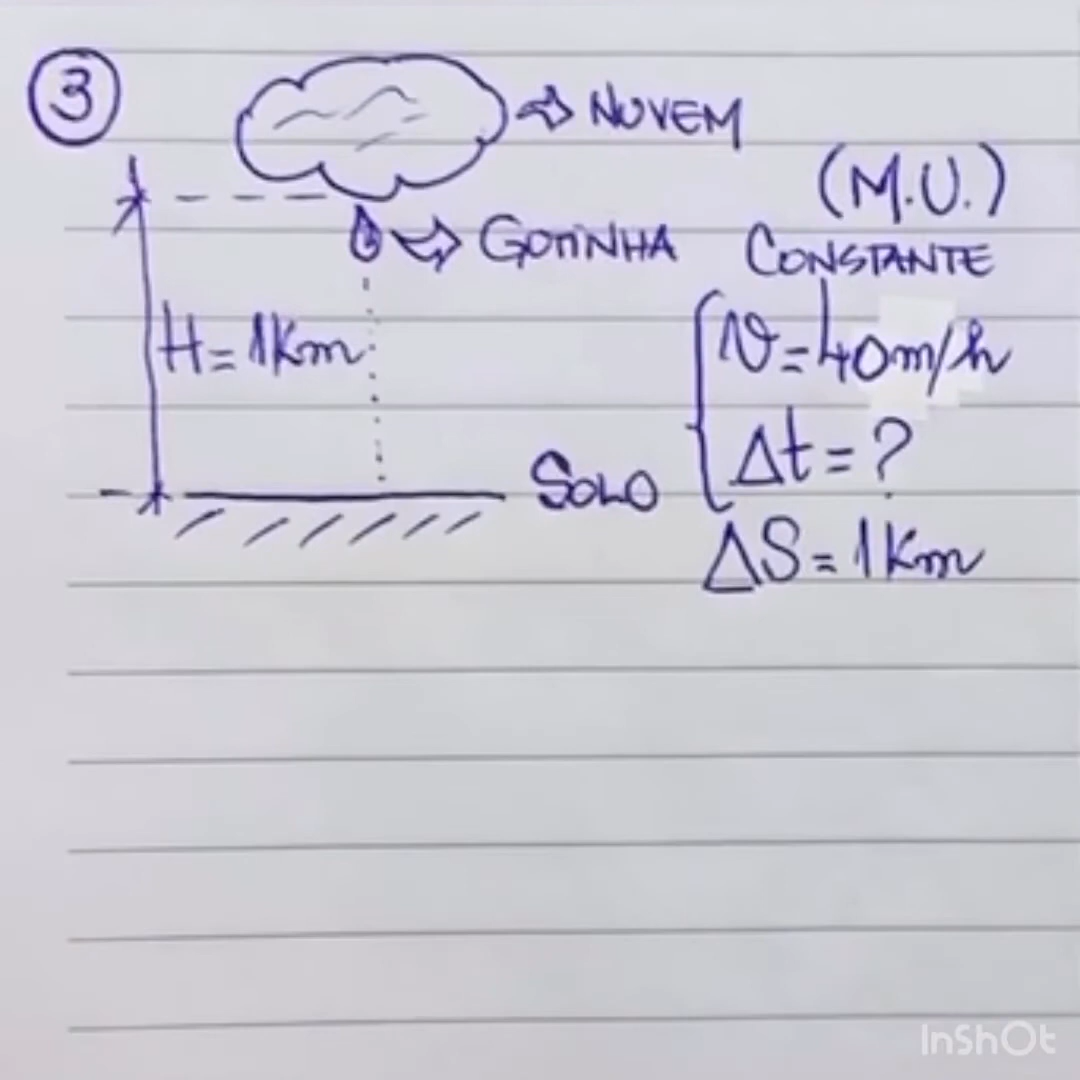 3
NUVEM
(M.U.)
GOTINHA
CONSTANTE
H=1Km
v=40m/h
Δt=?
SOLO
ΔS=1Km
InShOt